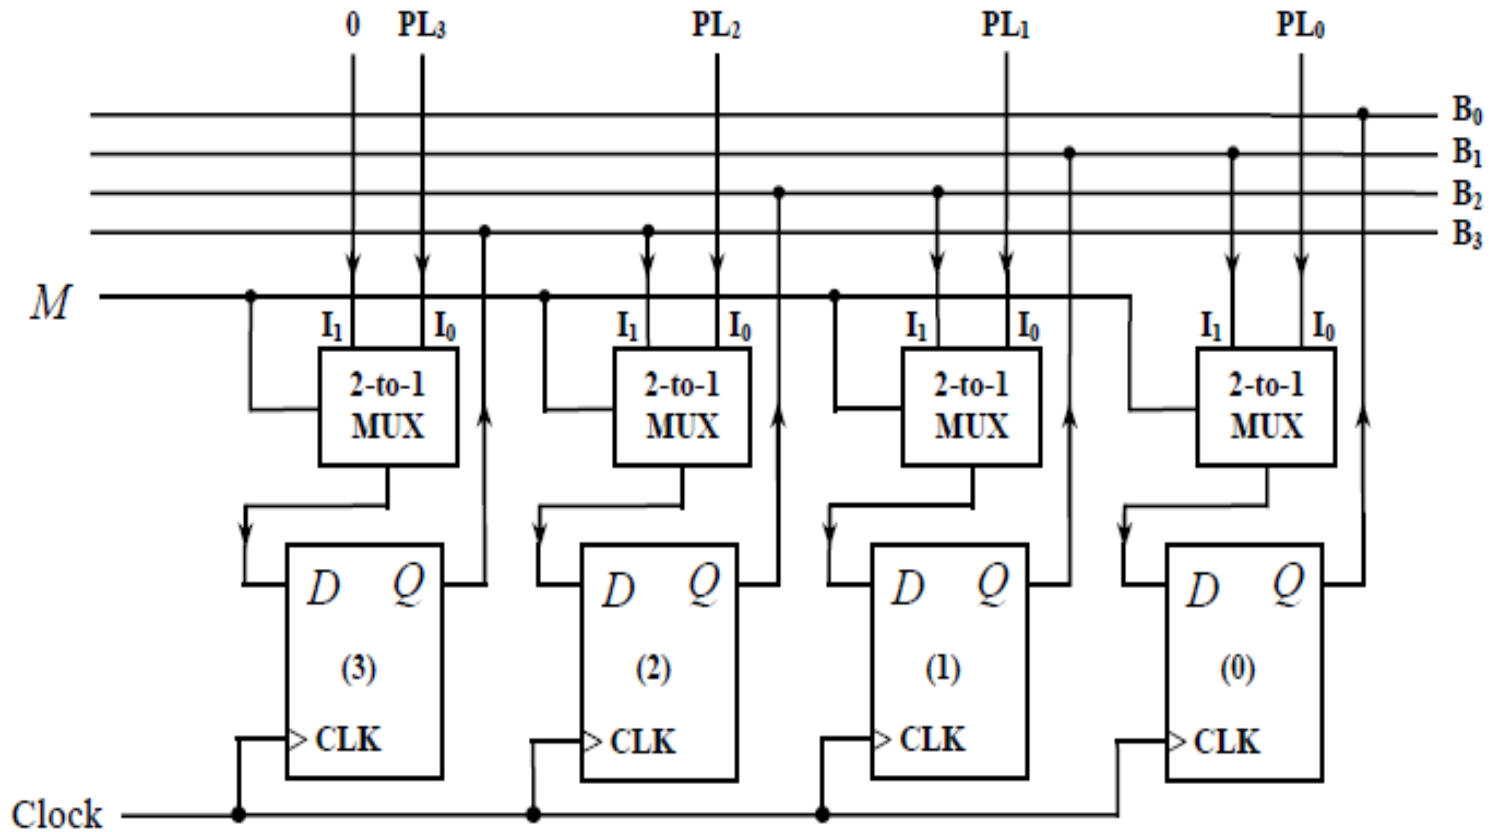 0 PL₃ PL₂ PL₁ PL₀
B₀
B₁
B₂
B₃
M
I₁ I₀ I₁ I₀ I₁ I₀ I₁ I₀
2-to-1 2-to-1 2-to-1 2-to-1
MUX MUX MUX MUX
D Q D Q D Q D Q
(3) (2) (1) (0)
CLK CLK CLK CLK
Clock